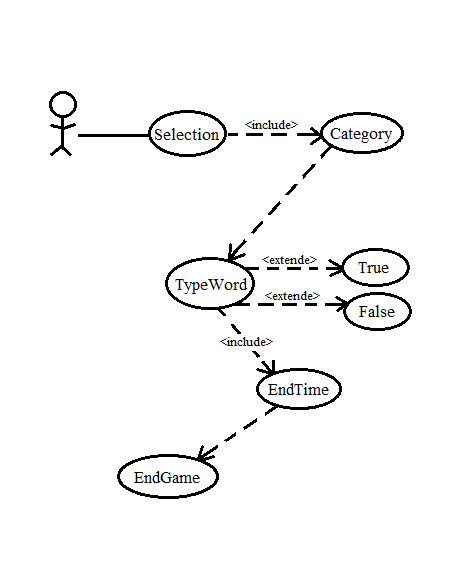 Selection
<include>
Category
TypeWord
<extende>
True
<extende>
False
<include>
EndTime
EndGame